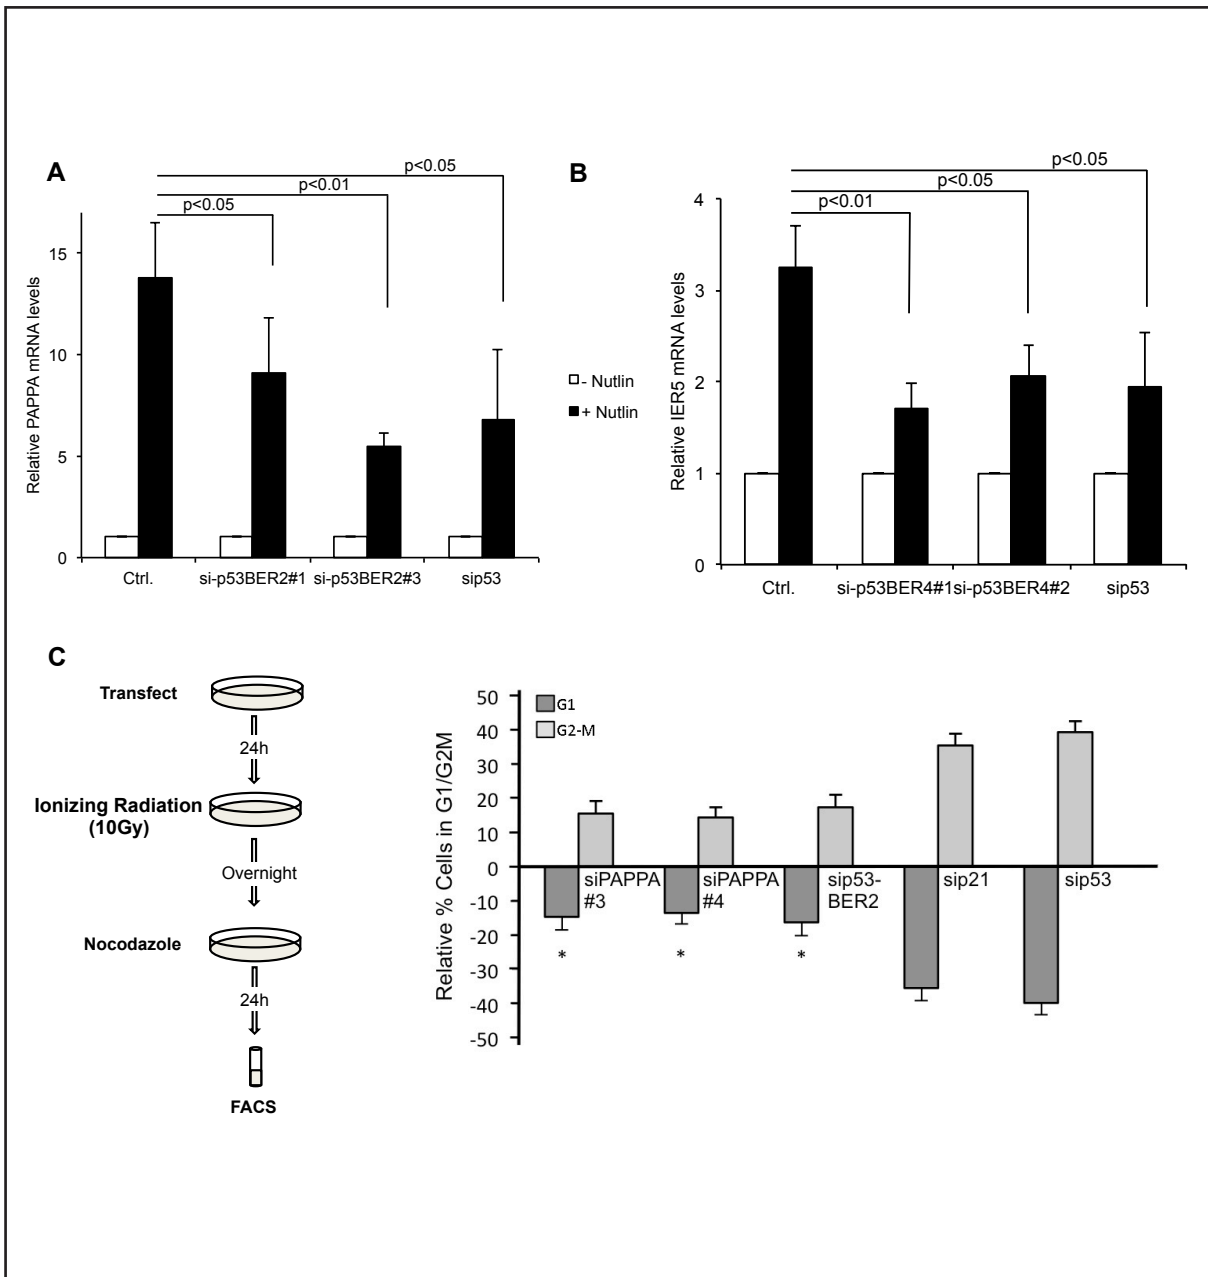 A
p<0.05
p<0.01
p<0.05
Relative PAPPA mRNA levels
15
10
5
0
Ctrl.
si-p53BER2#1
si-p53BER2#3
sip53
- Nutlin
+ Nutlin
B
p<0.05
p<0.05
p<0.01
Relative IER5 mRNA levels
4
3
2
1
0
Ctrl.
si-p53BER4#1
si-p53BER4#2
sip53
C
Transfect
24h
Ionizing Radiation
(10Gy)
Overnight
Nocodazole
24h
FACS
Relative % Cells in G1/G2M
50
40
30
20
10
0
-10
-20
-30
-40
-50
G1
G2-M
siPAPPA
#3
siPAPPA
#4
sip53-
BER2
sip21
sip53
*
*
*